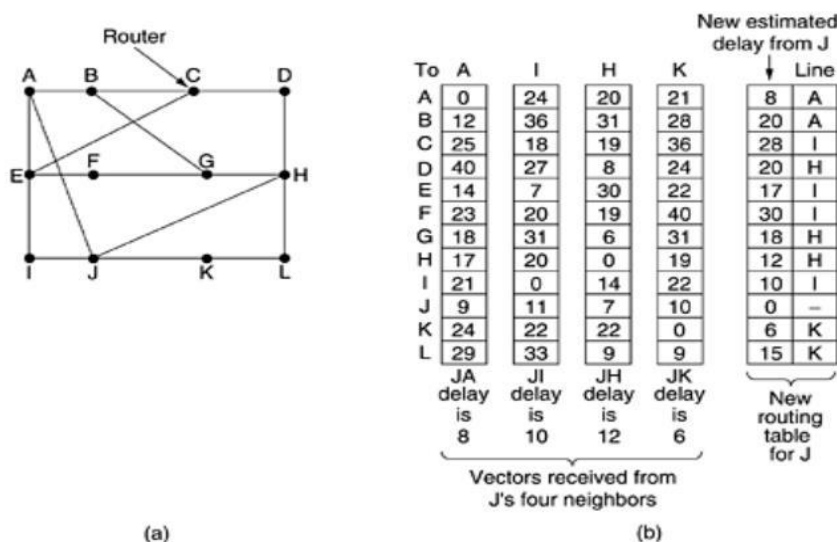 Router
A B C D
E F G H
I J K L
(a)
New estimated
delay from J
To A I H K Line
A 0 24 20 21 8 A
B 12 36 31 28 20 A
C 25 18 19 36 28 I
D 40 27 8 24 20 H
E 14 7 30 22 17 I
F 23 20 19 40 30 I
G 18 31 6 31 18 H
H 17 20 0 19 12 H
I 21 0 14 22 10 I
J 9 11 7 10 0 –
K 24 22 22 0 6 K
L 29 33 9 9 15 K
JA JI JH JK
delay delay delay delay
is is is is
8 10 12 6
New
routing
table
for J
Vectors received from
J's four neighbors
(b)